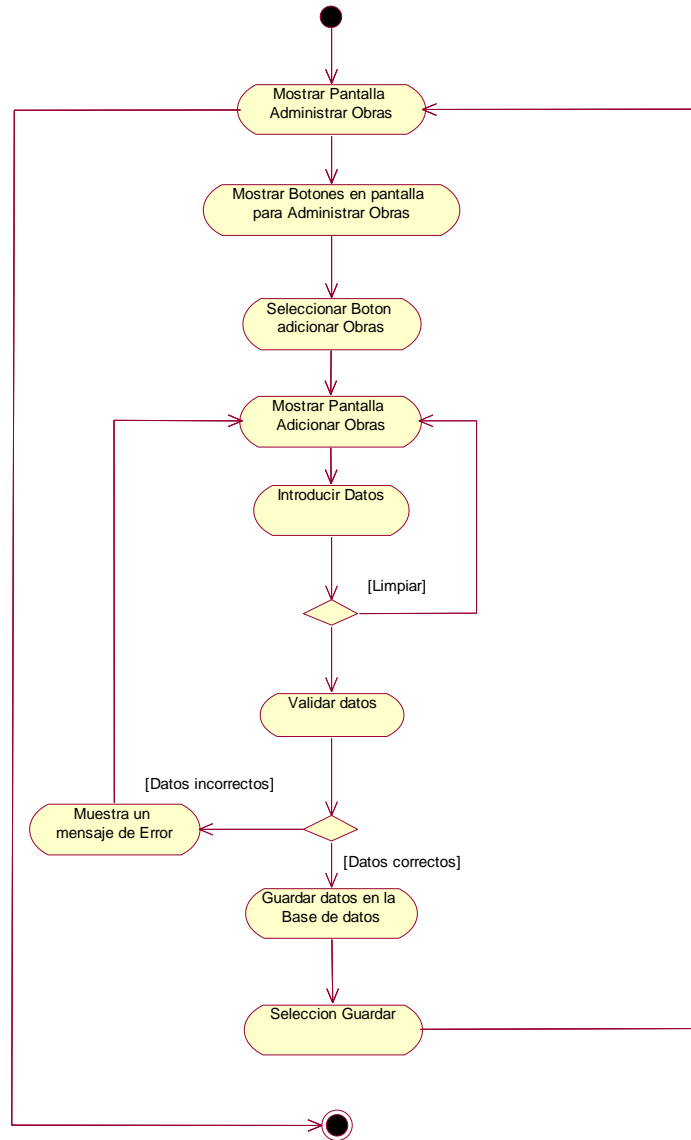 Mostrar Pantalla
Administrar Obras
Mostrar Botones en pantalla
para Administrar Obras
Seleccionar Boton
adicionar Obras
Mostrar Pantalla
Adicionar Obras
Introducir Datos
[Limpiar]
Validar datos
[Datos incorrectos]
Muestra un
mensaje de Error
[Datos correctos]
Guardar datos en la
Base de datos
Seleccion Guardar